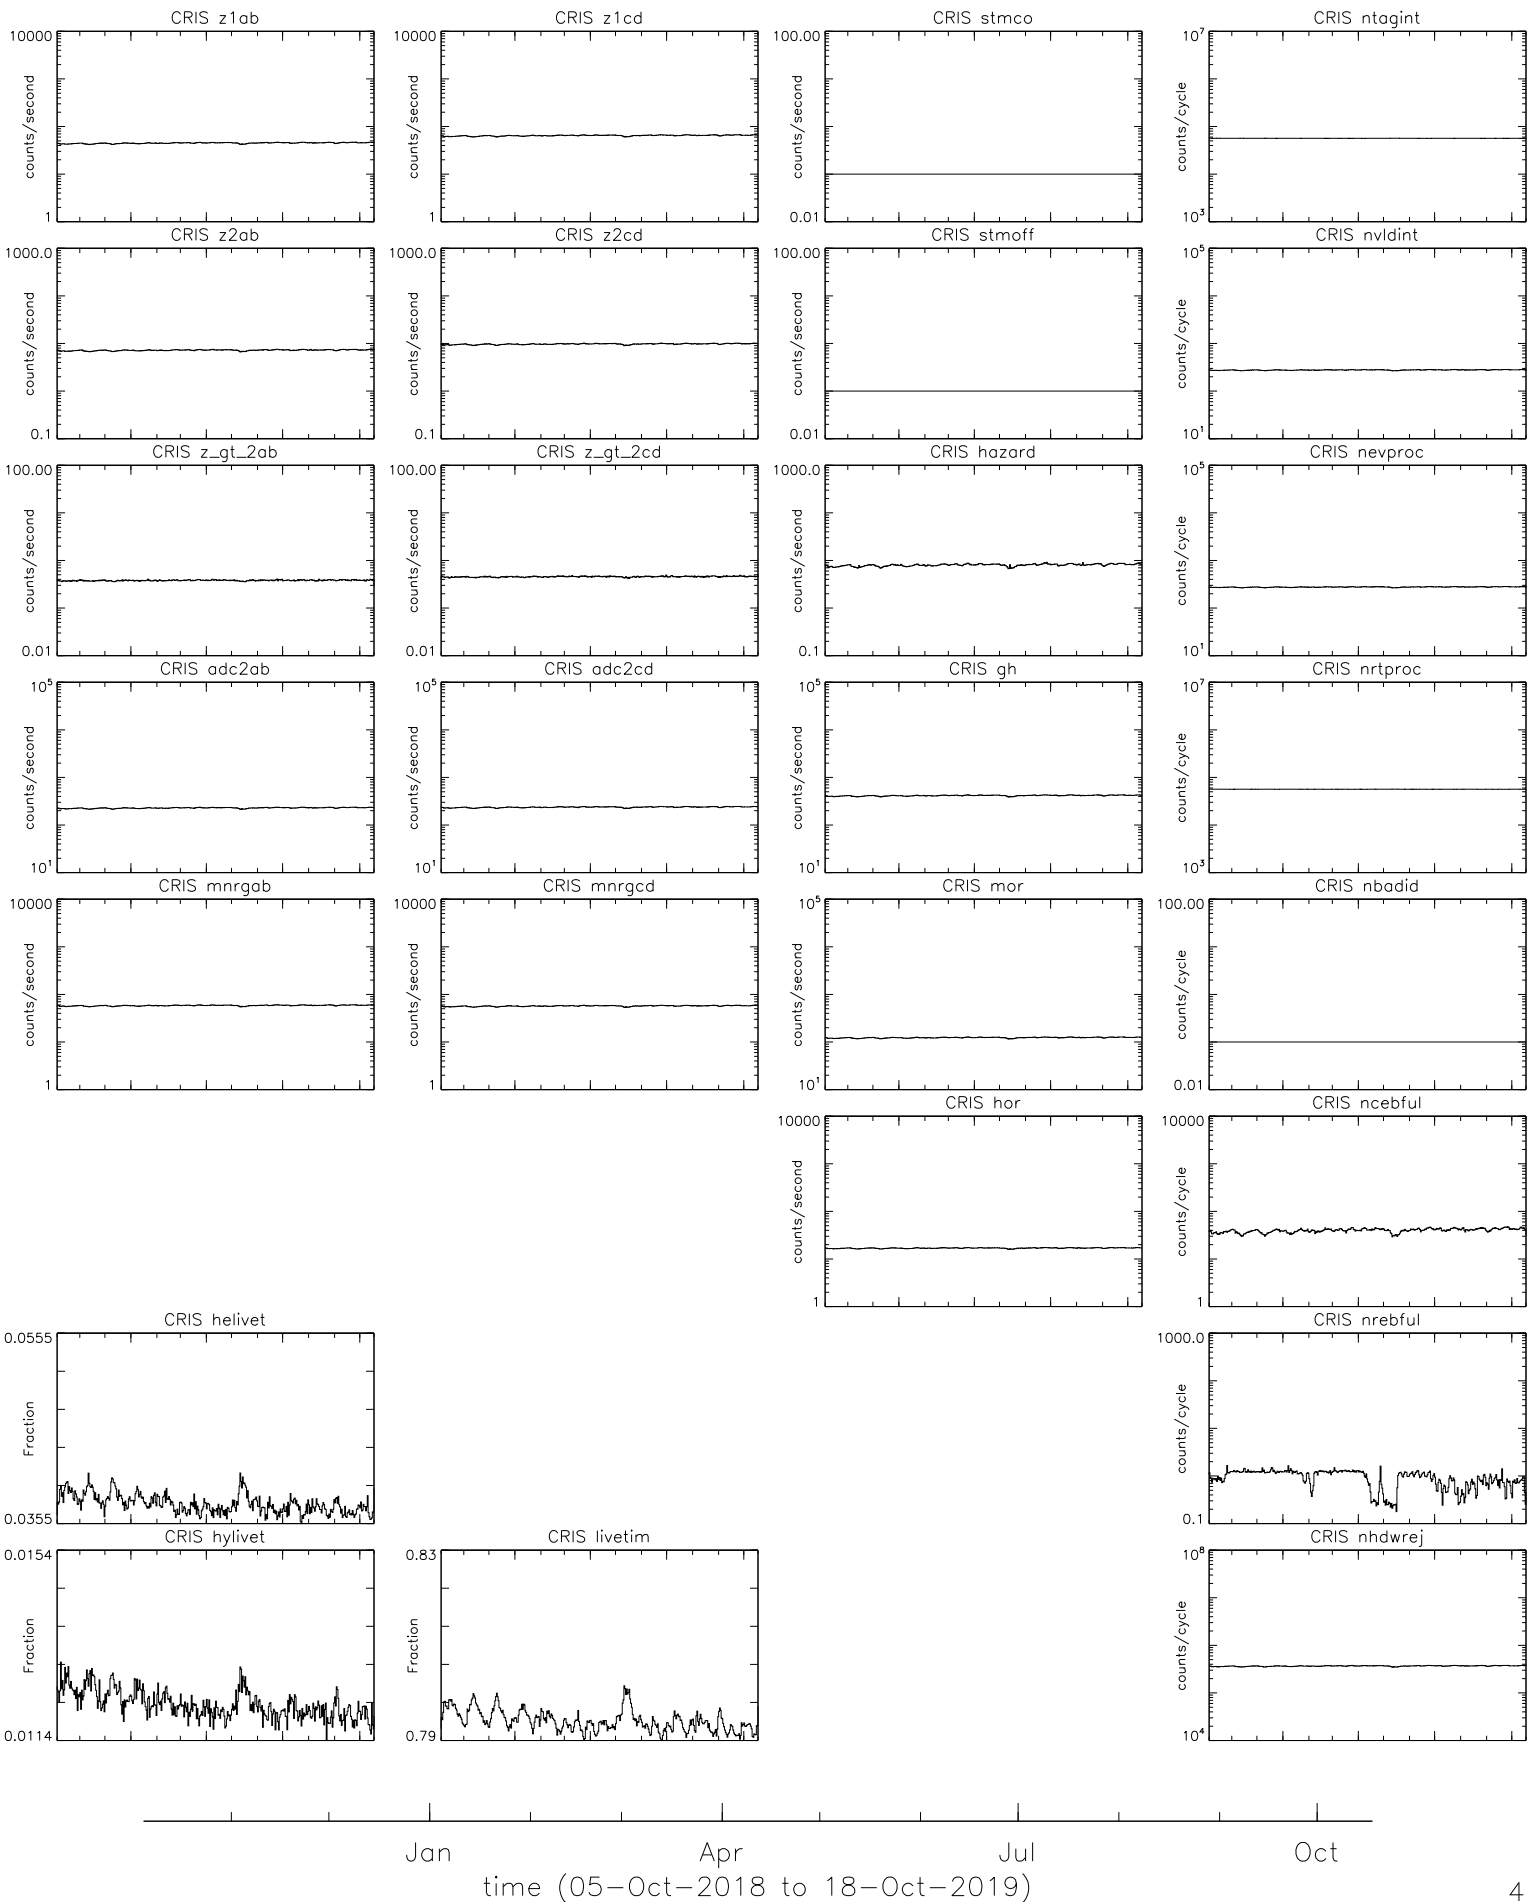 CRIS z1ab CRIS z1cd CRIS stmco CRIS ntagint
10000 10000 100.00 10⁷
counts/second counts/second counts/second counts/cycle
1 1 0.01 10³
CRIS z2ab CRIS z2cd CRIS stmoff CRIS nvldint
1000.0 1000.0 100.00 10⁵
counts/second counts/second counts/second counts/cycle
0.1 0.1 0.01 10¹
CRIS z_gt_2ab CRIS z_gt_2cd CRIS hazard CRIS nevproc
100.00 100.00 1000.0 10⁵
counts/second counts/second counts/second counts/cycle
0.01 0.01 0.1 10¹
CRIS adc2ab CRIS adc2cd CRIS gh CRIS nrtproc
10⁵ 10⁵ 10⁵ 10⁷
counts/second counts/second counts/second counts/cycle
10¹ 10¹ 10¹ 10³
CRIS mnrgab CRIS mnrgcd CRIS mor CRIS nbadid
10000 10000 10⁵ 100.00
counts/second counts/second counts/second counts/cycle
1 1 10¹ 0.01
CRIS hor CRIS ncebful
10000 10000
counts/second counts/cycle
1 1
CRIS helivet CRIS nrebful
0.0555 1000.0
Fraction counts/cycle
0.0355 0.1
CRIS hylivet CRIS livetim CRIS nhdwrej
0.0154 0.83 10⁸
Fraction Fraction counts/cycle
0.0114 0.79 10⁴
Jan Apr Jul Oct
time (05-Oct-2018 to 18-Oct-2019)
4